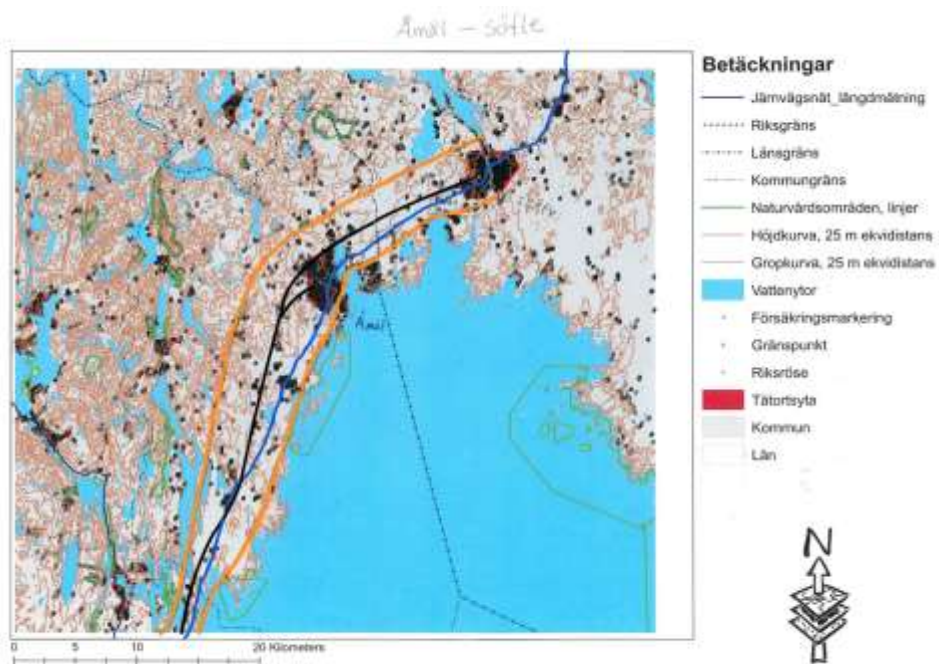 Åmål – Säffle
Betäckningar
Järnvägsnät_längdmätning
Riksgräns
Länsgräns
Kommungräns
Naturvårdsområden, linjer
Höjdkurva, 25 m ekvidistans
Gropkurva, 25 m ekvidistans
Vattenytor
Försäkringsmarkering
Gränspunkt
Riksröse
Tätortsyta
Kommun
Län
Åmål
N
0 5 10 20 Kilometers